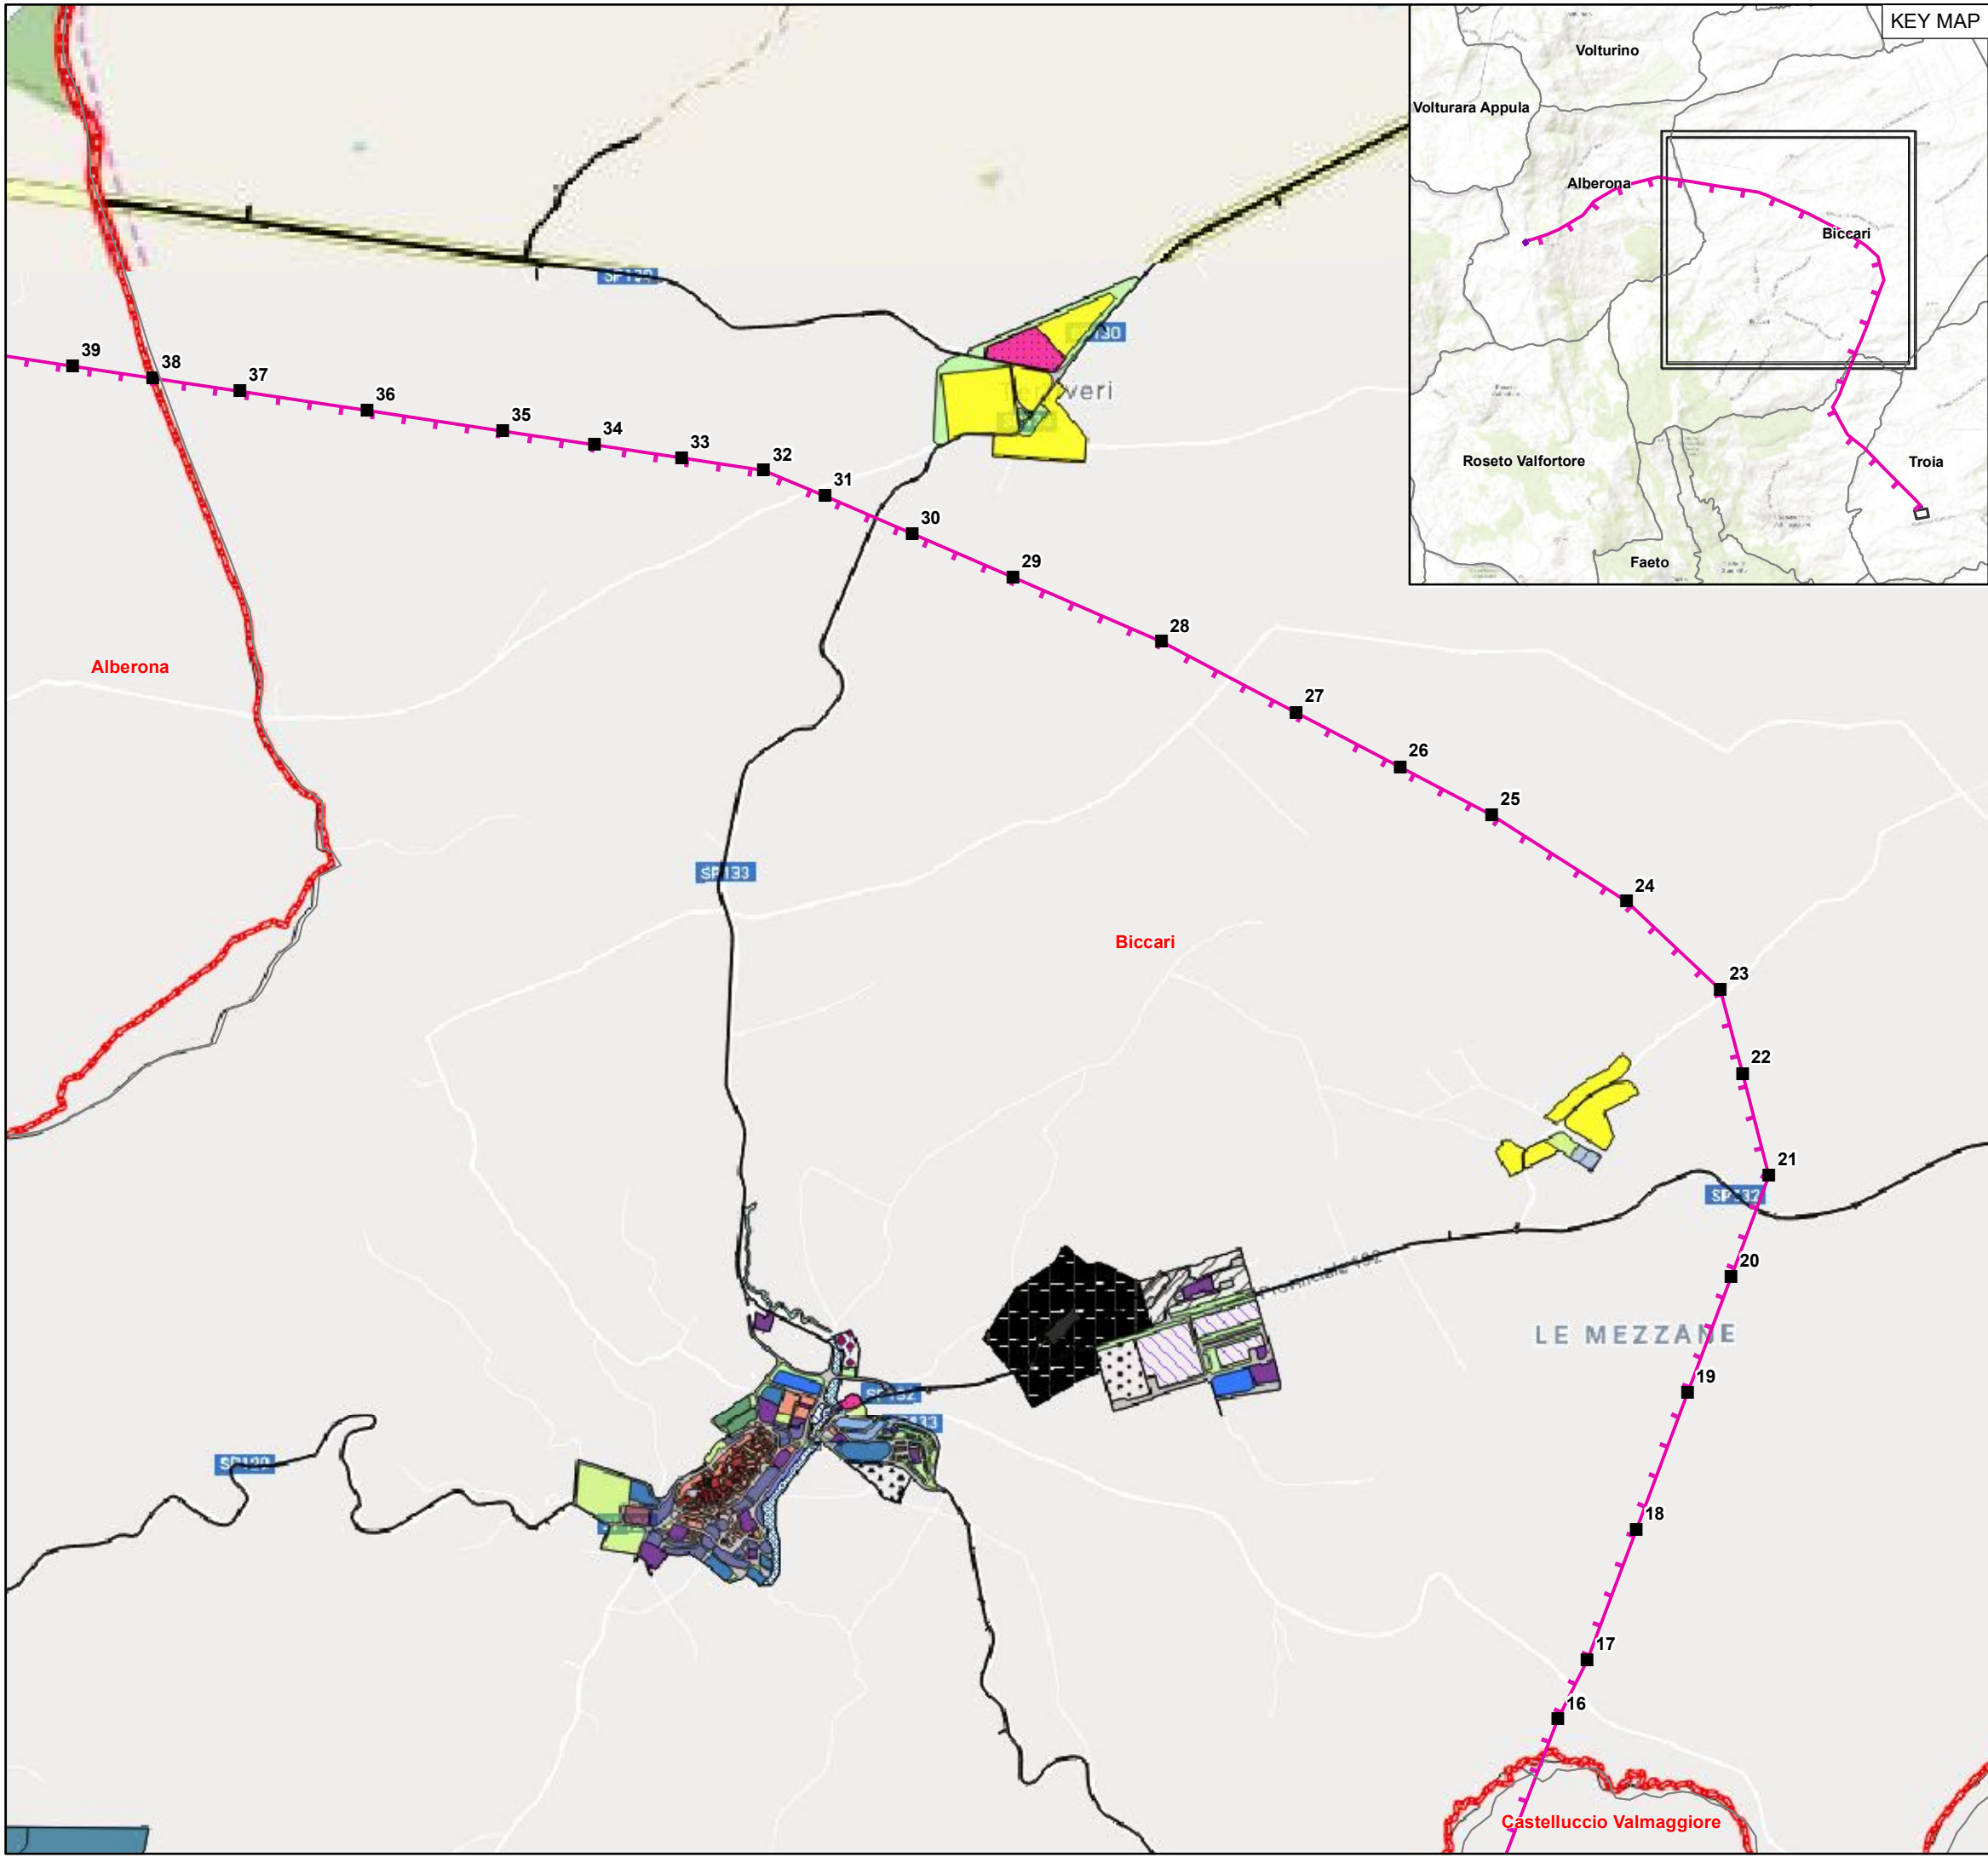 KEY MAP
Volturino
Volturara Appula
Alberona
Biccari
Roseto Valfortore
Troia
Faeto
39
38
37
36
35
34
33
32
31
30
29
28
27
26
25
24
23
22
21
20
19
18
17
16
Alberona
SP133
Biccari
SP132
LE MEZZANE
SP132
SP129
Castelluccio Valmaggiore